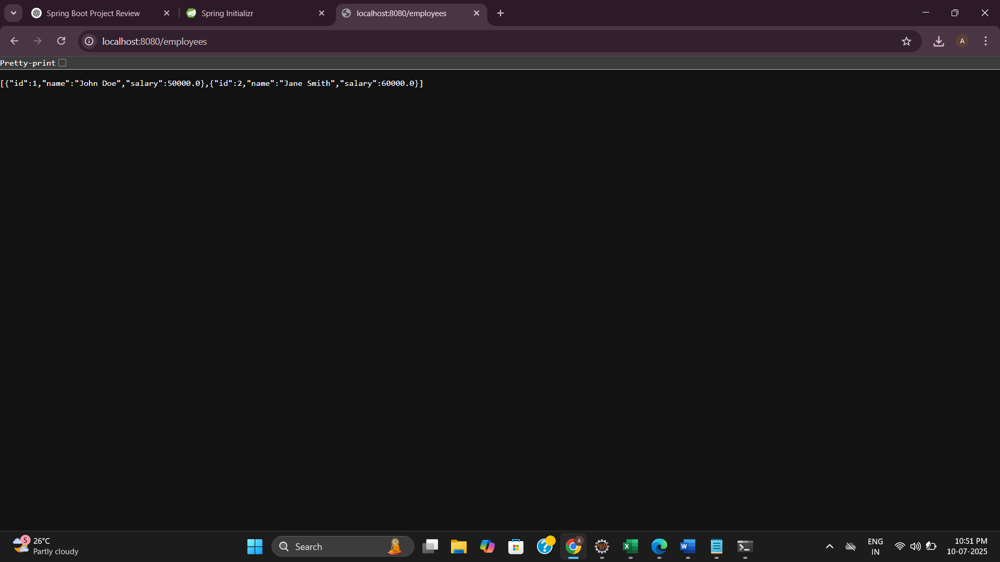 Spring Boot Project Review
Spring Initializr
localhost:8080/employees
localhost:8080/employees
A
Pretty-print
[{"id":1,"name":"John Doe","salary":50000.0},{"id":2,"name":"Jane Smith","salary":60000.0}]
5
26°C
Partly cloudy
Search
A
ENG
IN
10:51 PM
10-07-2025